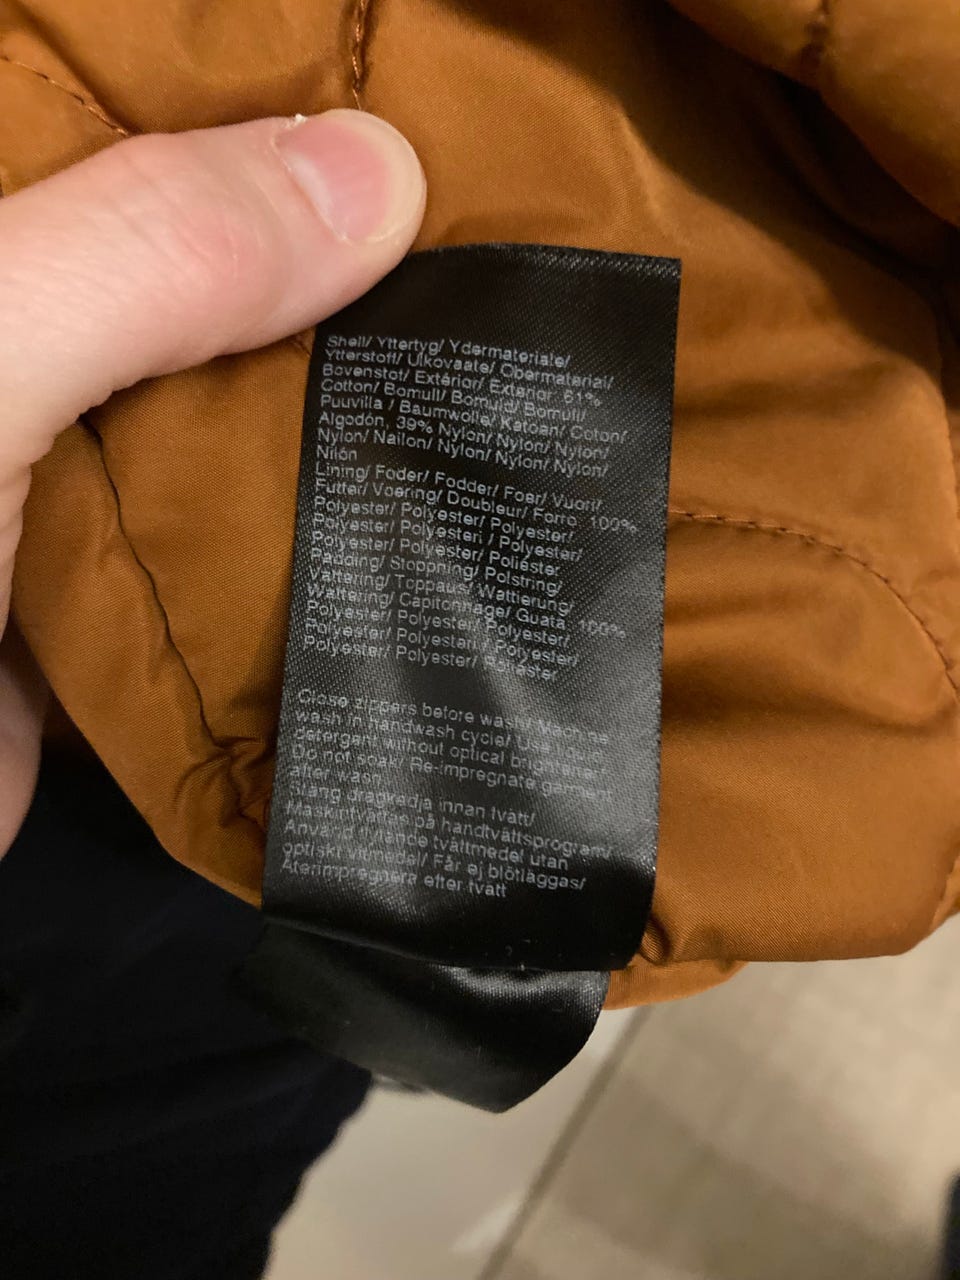 Shell/ Yttertyg/ Ydermateriale/
Ytterstoff/ Ulkovaate/ Obermaterial/
Bovenstof/ Extérior/ Exterior 61%
Cotton/ Bomull/ Bomuld/ Bomull/
Puuvilla / Baumwolle/ Katoen/ Coton/
Algodón, 39% Nylon/ Nylon/ Nylon/
Nylon/ Nailon/ Nylon/ Nylon/ Nylon/
Nilón
Lining/ Foder/ Fodder/ Foer/ Vuori/
Futter/ Voering/ Doubleur/ Forro 100%
Polyester/ Polyester/ Polyester/
Polyester/ Polyesteri / Polyester/
Polyester/ Polyester/ Poliéster
Padding/ Stoppning/ Polstring/
Vattering/ Toppaus/ Wattierung/
Wattering/ Capitonnage/ Guata 100%
Polyester/ Polyester/ Polyester/
Polyester/ Polyesteri/ Polyester/
Polyester/ Polyester/ Poliéster
Close zippers before wash/ Machine
wash in handwash cycle/ Use liquid
detergent without optical brightener/
Do not soak/ Re-impregnate garment
after wash
Stäng dragkedja innan tvätt/
Maskintvättas på handtvättsprogram/
Använd flytande tvättmedel utan
optiskt vitmedel/ Får ej blötläggas/
Återimpregnera efter tvätt